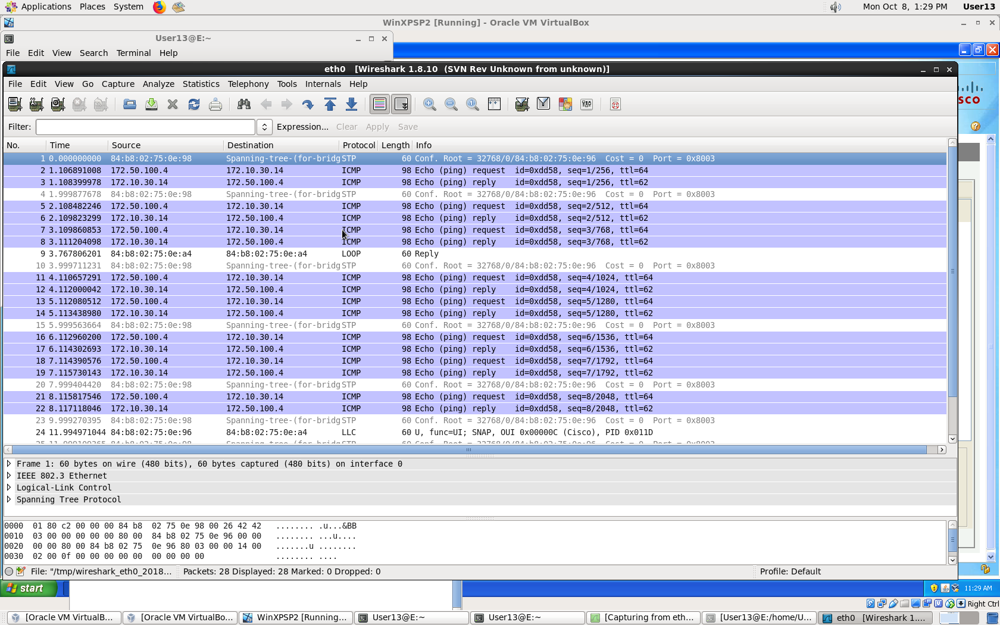 Applications Places System Mon Oct 8, 1:29 PM User13
WinXPSP2 [Running] - Oracle VM VirtualBox
User13@E:~
File Edit View Search Terminal Help
eth0 [Wireshark 1.8.10 (SVN Rev Unknown from unknown)]
File Edit View Go Capture Analyze Statistics Telephony Tools Internals Help
sco
Filter: Expression... Clear Apply Save
No. Time Source Destination Protocol Length Info
1 0.000000000 84:b8:02:75:0e:98 Spanning-tree-(for-bridg STP 60 Conf. Root = 32768/0/84:b8:02:75:0e:96 Cost = 0 Port = 0x8003
2 1.106891008 172.50.100.4 172.10.30.14 ICMP 98 Echo (ping) request id=0xdd58, seq=1/256, ttl=64
3 1.108399978 172.10.30.14 172.50.100.4 ICMP 98 Echo (ping) reply id=0xdd58, seq=1/256, ttl=62
4 1.999877678 84:b8:02:75:0e:98 Spanning-tree-(for-bridg STP 60 Conf. Root = 32768/0/84:b8:02:75:0e:96 Cost = 0 Port = 0x8003
5 2.108482246 172.50.100.4 172.10.30.14 ICMP 98 Echo (ping) request id=0xdd58, seq=2/512, ttl=64
6 2.109823299 172.10.30.14 172.50.100.4 ICMP 98 Echo (ping) reply id=0xdd58, seq=2/512, ttl=62
7 3.109860853 172.50.100.4 172.10.30.14 ICMP 98 Echo (ping) request id=0xdd58, seq=3/768, ttl=64
8 3.111204098 172.10.30.14 172.50.100.4 ICMP 98 Echo (ping) reply id=0xdd58, seq=3/768, ttl=62
9 3.767806201 84:b8:02:75:0e:a4 84:b8:02:75:0e:a4 LOOP 60 Reply
10 3.999711231 84:b8:02:75:0e:98 Spanning-tree-(for-bridg STP 60 Conf. Root = 32768/0/84:b8:02:75:0e:96 Cost = 0 Port = 0x8003
11 4.110657291 172.50.100.4 172.10.30.14 ICMP 98 Echo (ping) request id=0xdd58, seq=4/1024, ttl=64
12 4.112000042 172.10.30.14 172.50.100.4 ICMP 98 Echo (ping) reply id=0xdd58, seq=4/1024, ttl=62
13 5.112080512 172.50.100.4 172.10.30.14 ICMP 98 Echo (ping) request id=0xdd58, seq=5/1280, ttl=64
14 5.113438980 172.10.30.14 172.50.100.4 ICMP 98 Echo (ping) reply id=0xdd58, seq=5/1280, ttl=62
15 5.999563664 84:b8:02:75:0e:98 Spanning-tree-(for-bridg STP 60 Conf. Root = 32768/0/84:b8:02:75:0e:96 Cost = 0 Port = 0x8003
16 6.112960200 172.50.100.4 172.10.30.14 ICMP 98 Echo (ping) request id=0xdd58, seq=6/1536, ttl=64
17 6.114302693 172.10.30.14 172.50.100.4 ICMP 98 Echo (ping) reply id=0xdd58, seq=6/1536, ttl=62
18 7.114390576 172.50.100.4 172.10.30.14 ICMP 98 Echo (ping) request id=0xdd58, seq=7/1792, ttl=64
19 7.115730143 172.10.30.14 172.50.100.4 ICMP 98 Echo (ping) reply id=0xdd58, seq=7/1792, ttl=62
20 7.999404420 84:b8:02:75:0e:98 Spanning-tree-(for-bridg STP 60 Conf. Root = 32768/0/84:b8:02:75:0e:96 Cost = 0 Port = 0x8003
21 8.115817546 172.50.100.4 172.10.30.14 ICMP 98 Echo (ping) request id=0xdd58, seq=8/2048, ttl=64
22 8.117118046 172.10.30.14 172.50.100.4 ICMP 98 Echo (ping) reply id=0xdd58, seq=8/2048, ttl=62
23 9.999270395 84:b8:02:75:0e:98 Spanning-tree-(for-bridg STP 60 Conf. Root = 32768/0/84:b8:02:75:0e:96 Cost = 0 Port = 0x8003
24 11.994971044 84:b8:02:75:0e:96 84:b8:02:75:0e:a4 LLC 60 U, func=UI; SNAP, OUI 0x00000C (Cisco), PID 0x011D
Frame 1: 60 bytes on wire (480 bits), 60 bytes captured (480 bits) on interface 0
IEEE 802.3 Ethernet
Logical-Link Control
Spanning Tree Protocol
0000 01 80 c2 00 00 00 84 b8 02 75 0e 98 00 26 42 42 ........ .u...&BB
0010 03 00 00 00 00 00 80 00 84 b8 02 75 0e 96 00 00 ........ ...u....
0020 00 00 80 00 84 b8 02 75 0e 96 80 03 00 00 14 00 .......u ........
0030 02 00 0f 00 00 00 00 00 00 00 00 00 ........ ....
File: "/tmp/wireshark_eth0_2018... Packets: 28 Displayed: 28 Marked: 0 Dropped: 0 Profile: Default
start 11:29 AM
Right Ctrl
[Oracle VM VirtualB... [Oracle VM VirtualBo... WinXPSP2 [Running... User13@E:~ User13@E:~ [Capturing from eth... [User13@E:/home/U... eth0 [Wireshark 1....